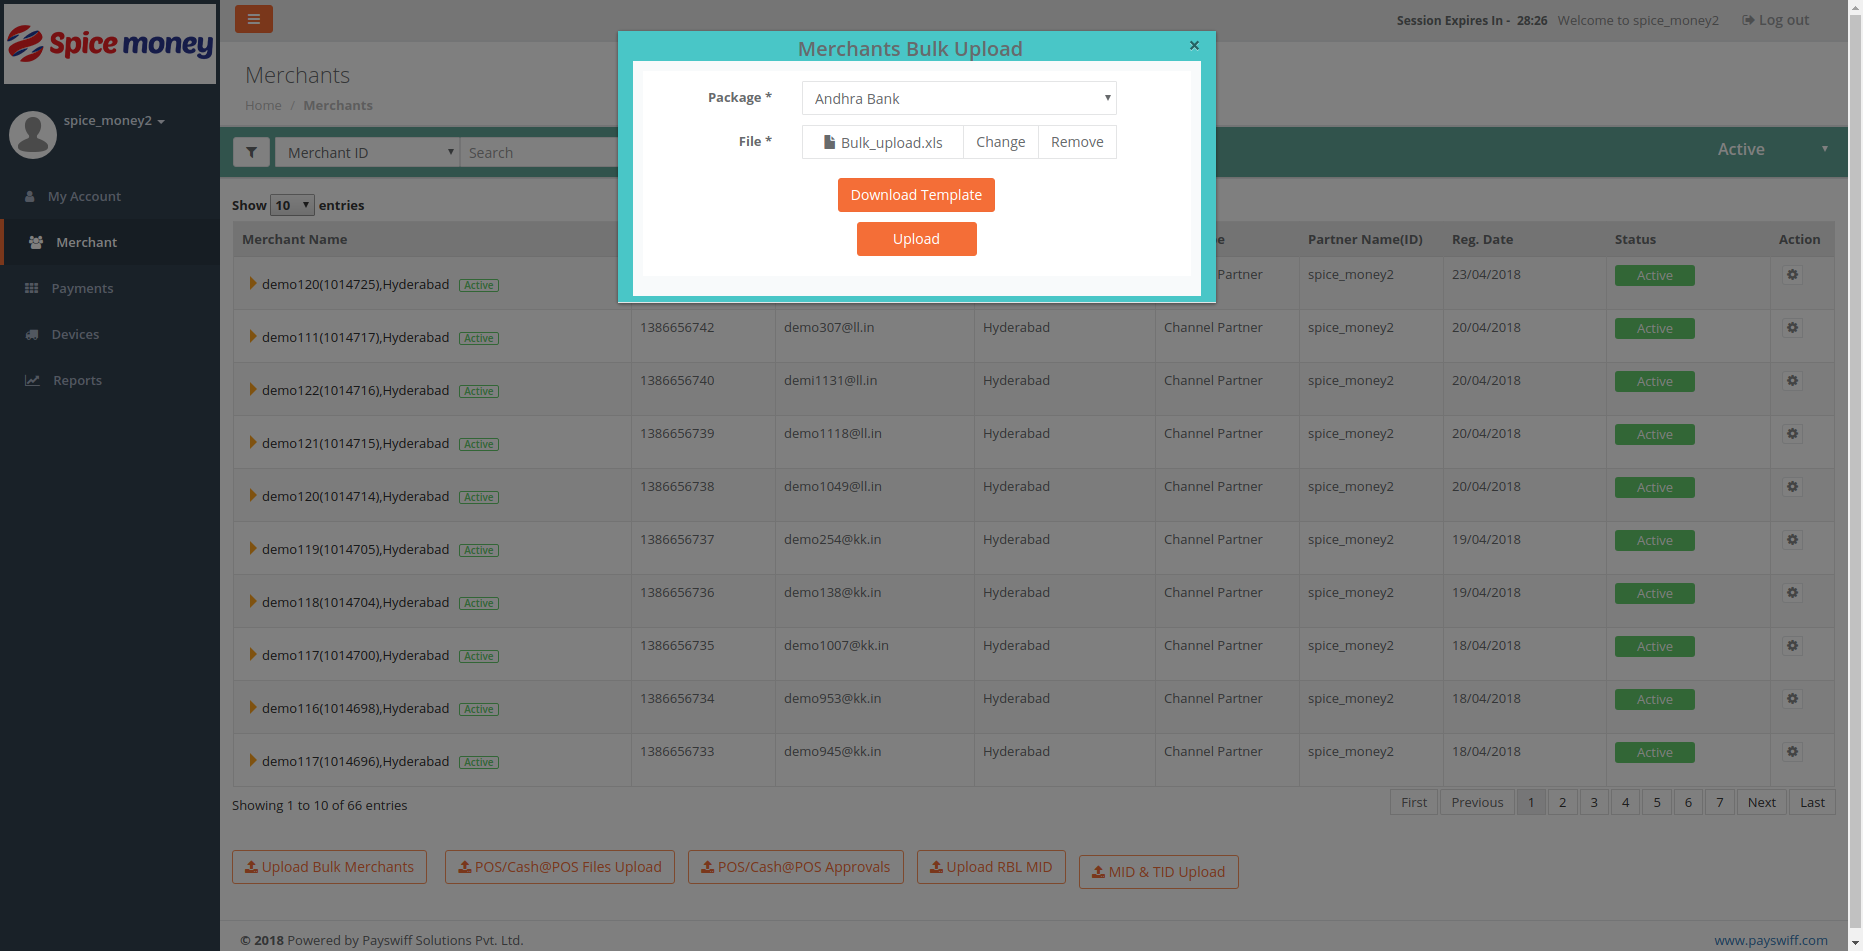 Spice money
Session Expires In - 28:26 Welcome to spice_money2 Log out
Merchants Bulk Upload ×
Package * Andhra Bank
File * Bulk_upload.xls Change Remove
Download Template
Upload
spice_money2
My Account
Merchant
Payments
Devices
Reports
Merchants
Home / Merchants
Merchant ID Search Active
Show 10 entries
Merchant Name e Partner Name(ID) Reg. Date Status Action
demo120(1014725),Hyderabad Active Partner spice_money2 23/04/2018 Active
demo111(1014717),Hyderabad Active 1386656742 demo307@ll.in Hyderabad Channel Partner spice_money2 20/04/2018 Active
demo122(1014716),Hyderabad Active 1386656740 demi1131@ll.in Hyderabad Channel Partner spice_money2 20/04/2018 Active
demo121(1014715),Hyderabad Active 1386656739 demo1118@ll.in Hyderabad Channel Partner spice_money2 20/04/2018 Active
demo120(1014714),Hyderabad Active 1386656738 demo1049@ll.in Hyderabad Channel Partner spice_money2 20/04/2018 Active
demo119(1014705),Hyderabad Active 1386656737 demo254@kk.in Hyderabad Channel Partner spice_money2 19/04/2018 Active
demo118(1014704),Hyderabad Active 1386656736 demo138@kk.in Hyderabad Channel Partner spice_money2 19/04/2018 Active
demo117(1014700),Hyderabad Active 1386656735 demo1007@kk.in Hyderabad Channel Partner spice_money2 18/04/2018 Active
demo116(1014698),Hyderabad Active 1386656734 demo953@kk.in Hyderabad Channel Partner spice_money2 18/04/2018 Active
demo117(1014696),Hyderabad Active 1386656733 demo945@kk.in Hyderabad Channel Partner spice_money2 18/04/2018 Active
Showing 1 to 10 of 66 entries First Previous 1 2 3 4 5 6 7 Next Last
Upload Bulk Merchants POS/Cash@POS Files Upload POS/Cash@POS Approvals Upload RBL MID MID & TID Upload
© 2018 Powered by Payswiff Solutions Pvt. Ltd. www.payswiff.com